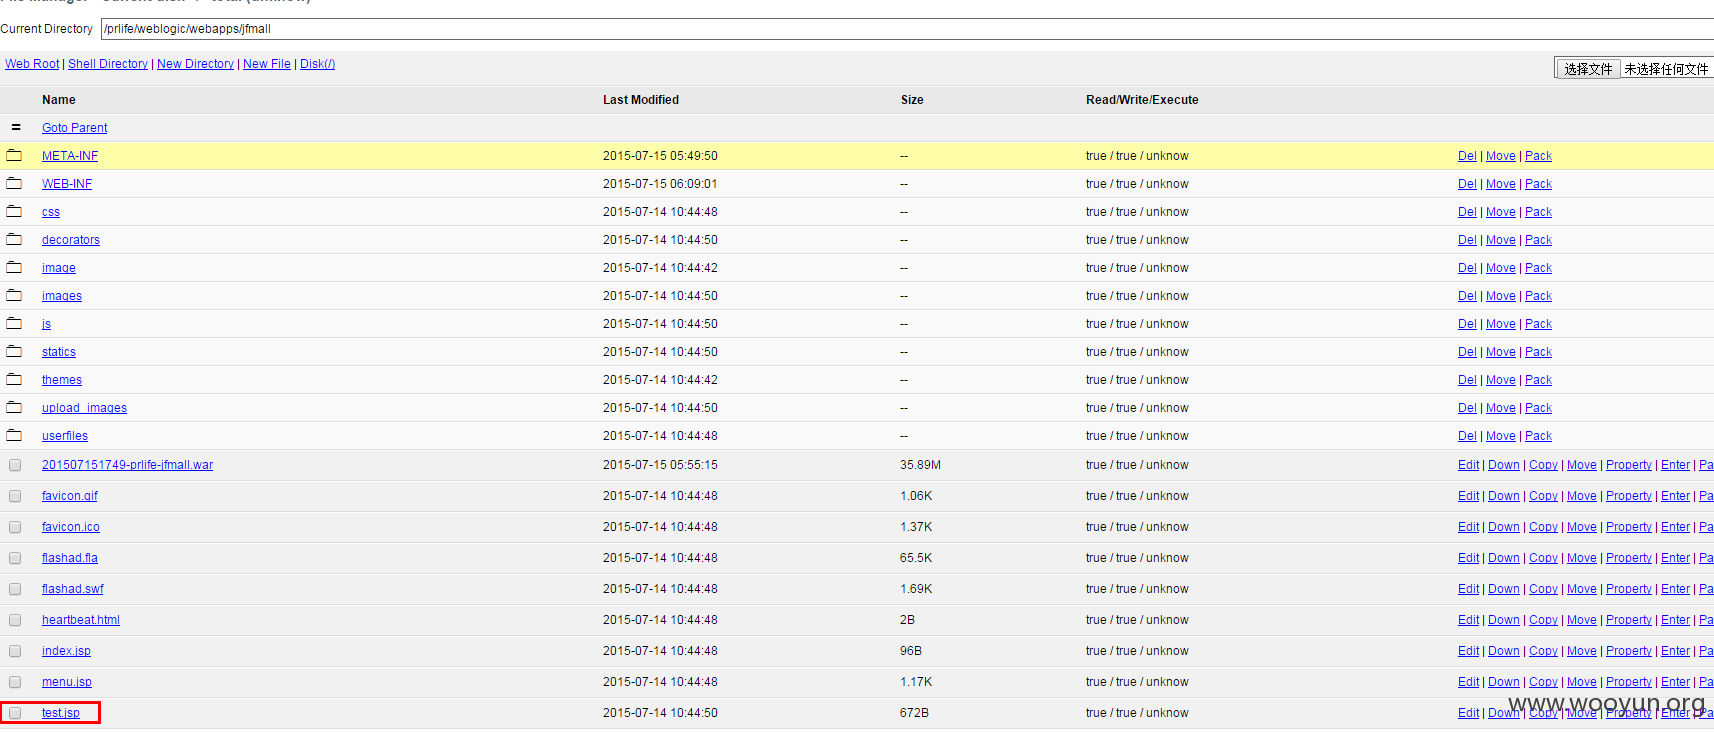 File Manager - Current disk
total (unknow)
Current Directory /prlife/weblogic/webapps/jfmall
Web Root | Shell Directory | New Directory | New File | Disk(/) 选择文件 未选择任何文件
Name Last Modified Size Read/Write/Execute
= Goto Parent
META-INF 2015-07-15 05:49:50 -- true / true / unknow Del | Move | Pack
WEB-INF 2015-07-15 06:09:01 -- true / true / unknow Del | Move | Pack
css 2015-07-14 10:44:48 -- true / true / unknow Del | Move | Pack
decorators 2015-07-14 10:44:50 -- true / true / unknow Del | Move | Pack
image 2015-07-14 10:44:42 -- true / true / unknow Del | Move | Pack
images 2015-07-14 10:44:50 -- true / true / unknow Del | Move | Pack
js 2015-07-14 10:44:50 -- true / true / unknow Del | Move | Pack
statics 2015-07-14 10:44:50 -- true / true / unknow Del | Move | Pack
themes 2015-07-14 10:44:42 -- true / true / unknow Del | Move | Pack
upload_images 2015-07-14 10:44:50 -- true / true / unknow Del | Move | Pack
userfiles 2015-07-14 10:44:48 -- true / true / unknow Del | Move | Pack
201507151749-prlife-jfmall.war 2015-07-15 05:55:15 35.89M true / true / unknow Edit | Down | Copy | Move | Property | Enter | Pa
favicon.gif 2015-07-14 10:44:48 1.06K true / true / unknow Edit | Down | Copy | Move | Property | Enter | Pa
favicon.ico 2015-07-14 10:44:48 1.37K true / true / unknow Edit | Down | Copy | Move | Property | Enter | Pa
flashad.fla 2015-07-14 10:44:48 65.5K true / true / unknow Edit | Down | Copy | Move | Property | Enter | Pa
flashad.swf 2015-07-14 10:44:48 1.69K true / true / unknow Edit | Down | Copy | Move | Property | Enter | Pa
heartbeat.html 2015-07-14 10:44:48 2B true / true / unknow Edit | Down | Copy | Move | Property | Enter | Pa
index.jsp 2015-07-14 10:44:48 96B true / true / unknow Edit | Down | Copy | Move | Property | Enter | Pa
menu.jsp 2015-07-14 10:44:48 1.17K true / true / unknow Edit | Down | Copy | Move | Property | Enter | Pa
test.jsp 2015-07-14 10:44:50 672B true / true / unknow Edit | Down | Copy | Move | Property | Enter | Pa
www.wooyun.org